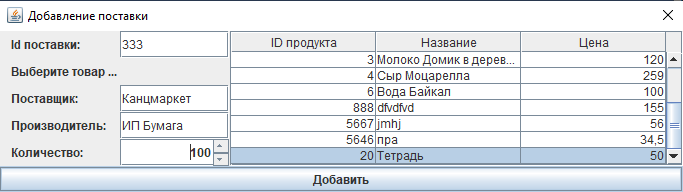 Добавление поставки
Id поставки: 333
Выберите товар ...
Поставщик: Канцмаркет
Производитель: ИП Бумага
Количество: 100
ID продукта Название Цена
3 Молоко Домик в дерев... 120
4 Сыр Моцарелла 259
6 Вода Байкал 100
888 dfvdfvd 155
5667 jmhj 56
5646 пра 34,5
20 Тетрадь 50
Добавить